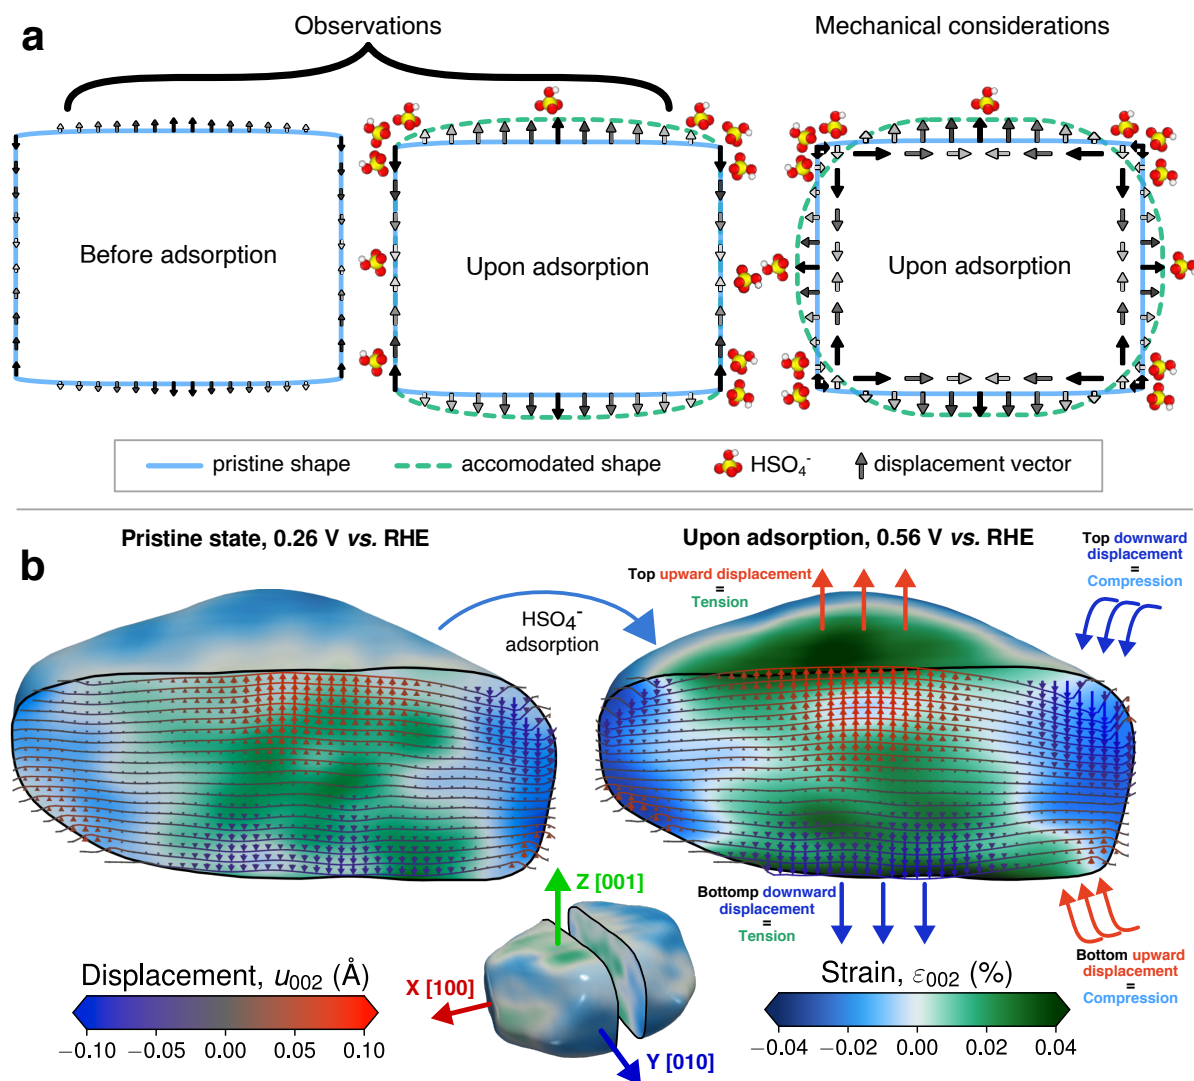 a
Observations
Mechanical considerations
Before adsorption
Upon adsorption
Upon adsorption
pristine shape
accomodated shape
HSO₄⁻
displacement vector
b
Pristine state, 0.26 V vs. RHE
Upon adsorption, 0.56 V vs. RHE
Top upward displacement
=
Tension
Top downward
displacement
=
Compression
HSO₄⁻
adsorption
Bottomp downward
displacement
=
Tension
Bottom upward
displacement
=
Compression
Z [001]
X [100]
Y [010]
Displacement, u₀₀₂ (Å)
−0.10 −0.05 0.00 0.05 0.10
Strain, ε₀₀₂ (%)
−0.04 −0.02 0.00 0.02 0.04